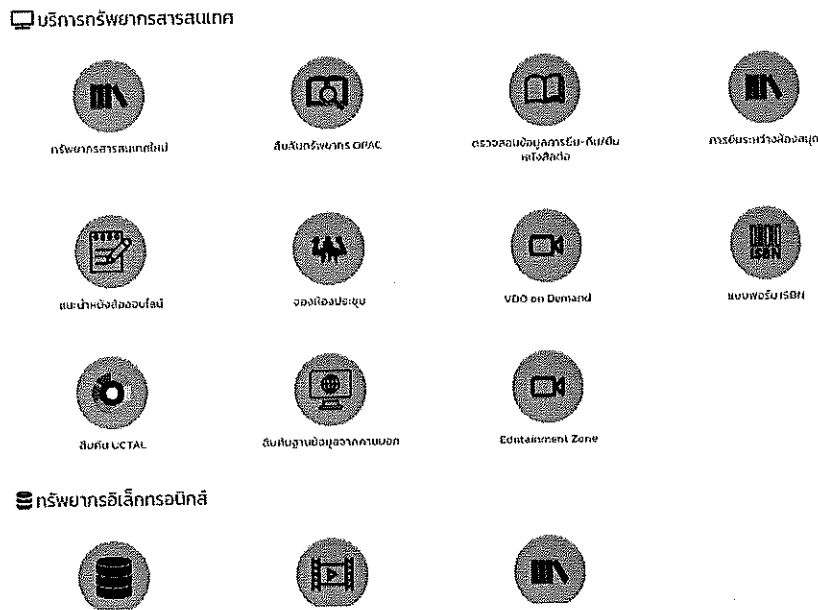 บริการทรัพยากรสารสนเทศ
ทรัพยากรสารสนเทศใหม่
สืบค้นทรัพยากร OPAC
ตรวจสอบข้อมูลการยืม-คืน/ยืม
หนังสือต่อ
การยืมระหว่างห้องสมุด
แนะนำหนังสือออนไลน์
จองห้องประชุม
VDO on Demand
ISBN
แบบฟอร์ม ISBN
สืบค้น UCTAL
สืบค้นฐานข้อมูลจากภายนอก
Edutainment Zone
ทรัพยากรอิเล็กทรอนิกส์